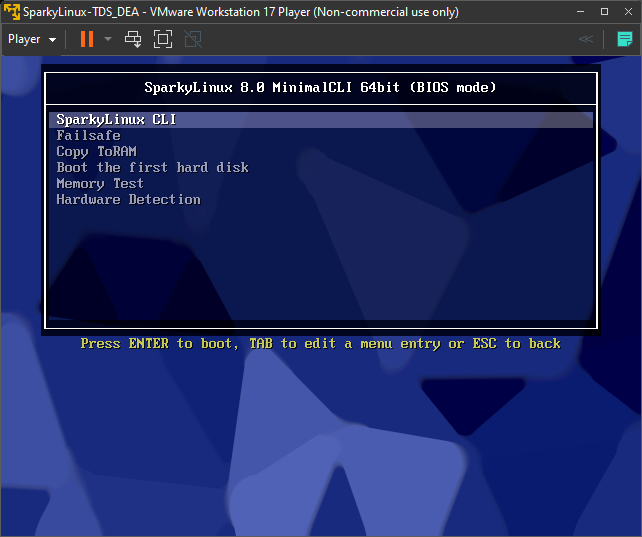 SparkyLinux-TDS_DEA - VMware Workstation 17 Player (Non-commercial use only)
Player
SparkyLinux 8.0 MinimalCLI 64bit (BIOS mode)
SparkyLinux CLI
Failsafe
Copy ToRAM
Boot the first hard disk
Memory Test
Hardware Detection
Press ENTER to boot, TAB to edit a menu entry or ESC to back